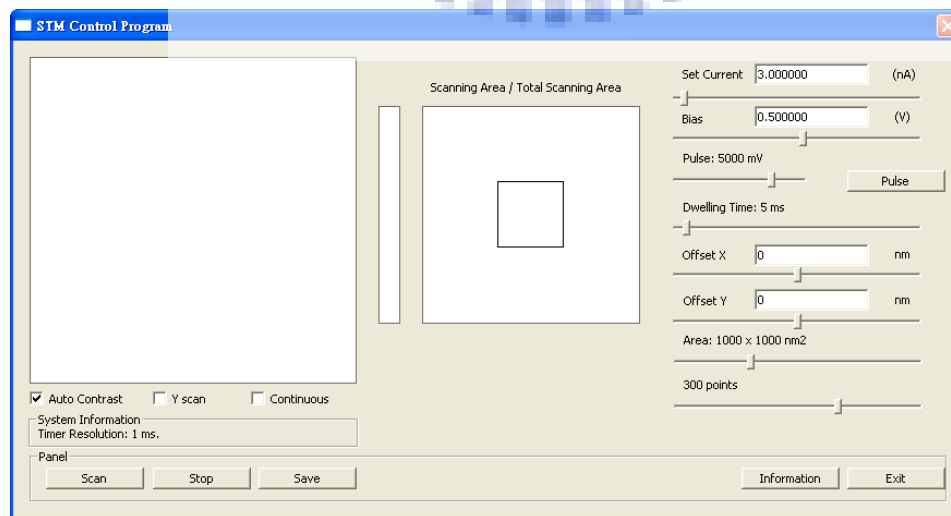 STM Control Program
Scanning Area / Total Scanning Area
Set Current 3.000000 (nA)
Bias 0.500000 (V)
Pulse: 5000 mV
Pulse
Dwelling Time: 5 ms
Offset X 0 nm
Offset Y 0 nm
Area: 1000 x 1000 nm2
300 points
Auto Contrast Y scan Continuous
System Information
Timer Resolution: 1 ms.
Panel
Scan Stop Save Information Exit